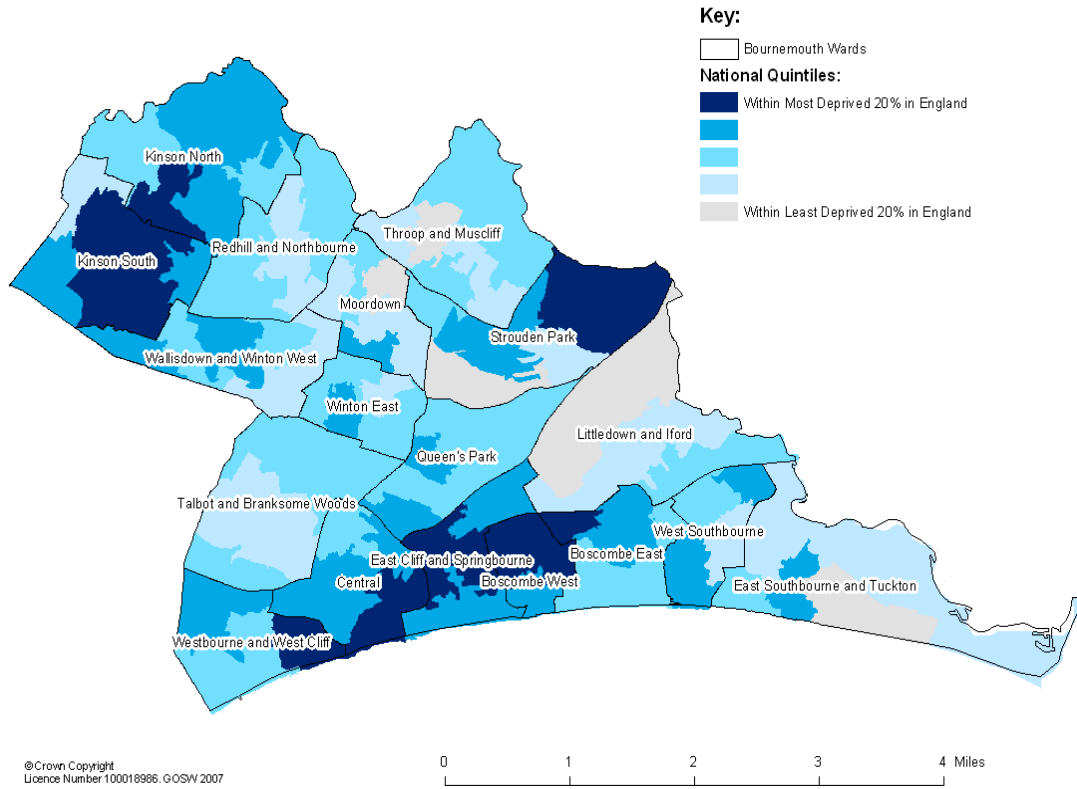 Key:
Bournemouth Wards
National Quintiles:
Within Most Deprived 20% in England
Within Least Deprived 20% in England
Kinson North
Throop and Muscliff
Redhill and Northbourne
Kinson South
Moordown
Strouden Park
Wallisdown and Winton West
Winton East
Littledown and Iford
Queen's Park
Talbot and Branksome Woods
West Southbourne
Boscombe East
East Cliff and Springbourne
Central
Boscombe West
East Southbourne and Tuckton
Westbourne and West Cliff
0 1 2 3 4 Miles
©Crown Copyright
Licence Number 100018986. GOSW 2007